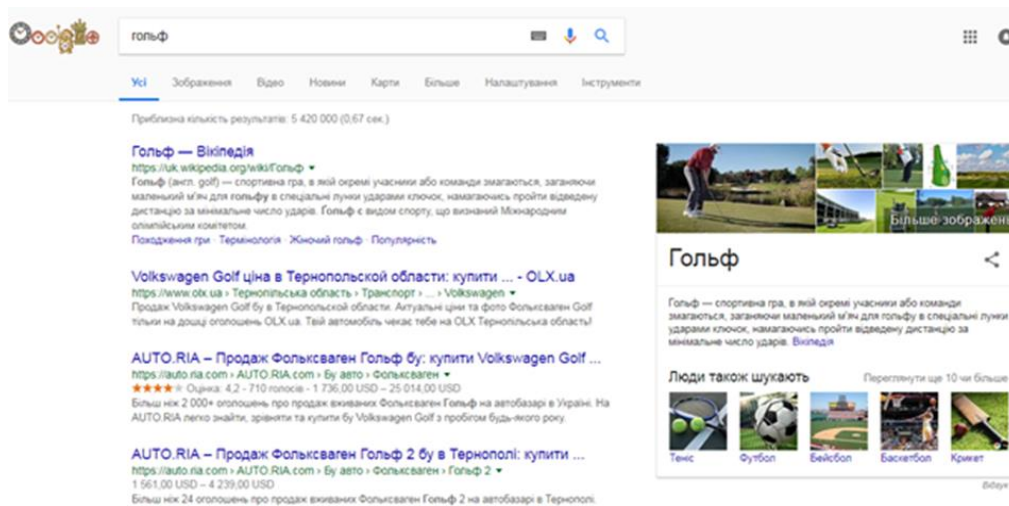 гольф
Усі Зображення Відео Новини Карти Більше Налаштування Інструменти
Приблизна кількість результатів: 5 420 000 (0,67 сек.)
Гольф — Вікіпедія
https://uk.wikipedia.org/wiki/Гольф
Гольф (англ. golf) — спортивна гра, в якій окремі учасники або команди змагаються, заганяючи
маленький м'яч для гольфу в спеціальні лунки ударами ключок, намагаючись пройти відведену
дистанцію за мінімальне число ударів. Гольф є видом спорту, що визнаний Міжнародним
олімпійським комітетом.
Походження гри · Термінологія · Жіночий гольф · Популярність
Volkswagen Golf ціна в Тернопольской области: купити ... - OLX.ua
https://www.olx.ua › Тернопільська область › Транспорт › ... › Volkswagen
Продаж Volkswagen Golf бу в Тернопольской области. Актуальні ціни та фото Фольксваген Golf
тільки на дошці оголошень OLX.ua. Твій автомобіль чекає тебе на OLX Тернопільська область!
AUTO.RIA – Продаж Фольксваген Гольф бу: купити Volkswagen Golf ...
https://auto.ria.com › AUTO.RIA.com › Бу авто › Фольксваген
Оцінка: 4,2 - 710 голосів - 1 736,00 USD – 25 014,00 USD
Більш ніж 2 000+ оголошень про продаж вживаних Фольксваген Гольф на автобазарі в Україні. На
AUTO.RIA легко знайти, зрівняти та купити бу Volkswagen Golf з пробігом будь-якого року.
AUTO.RIA – Продаж Фольксваген Гольф 2 бу в Тернополі: купити ...
https://auto.ria.com › AUTO.RIA.com › Бу авто › Фольксваген › Гольф 2
1 561,00 USD – 4 239,00 USD
Більш ніж 24 оголошень про продаж вживаних Фольксваген Гольф 2 на автобазарі в Тернополі.
Більше зображень
Гольф
Гольф — спортивна гра, в якій окремі учасники або команди
змагаються, заганяючи маленький м'яч для гольфу в спеціальні лунки
ударами ключок, намагаючись пройти відведену дистанцію за
мінімальне число ударів. Вікіпедія
Люди також шукають Переглянути ще 10 чи більше
Теніс Футбол Бейсбол Баскетбол Крикет